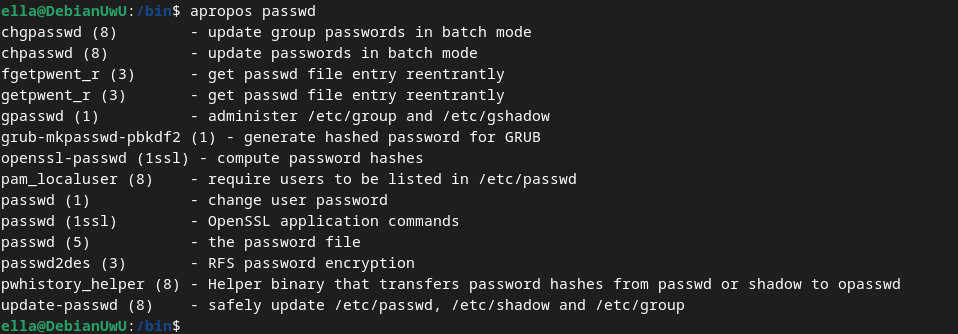 ella@DebianUwU:/bin$ apropos passwd
chgpasswd (8)        - update group passwords in batch mode
chpasswd (8)         - update passwords in batch mode
fgetpwent_r (3)      - get passwd file entry reentrantly
getpwent_r (3)       - get passwd file entry reentrantly
gpasswd (1)          - administer /etc/group and /etc/gshadow
grub-mkpasswd-pbkdf2 (1) - generate hashed password for GRUB
openssl-passwd (1ssl) - compute password hashes
pam_localuser (8)    - require users to be listed in /etc/passwd
passwd (1)           - change user password
passwd (1ssl)        - OpenSSL application commands
passwd (5)           - the password file
passwd2des (3)       - RFS password encryption
pwhistory_helper (8) - Helper binary that transfers password hashes from passwd or shadow to opasswd
update-passwd (8)    - safely update /etc/passwd, /etc/shadow and /etc/group
ella@DebianUwU:/bin$